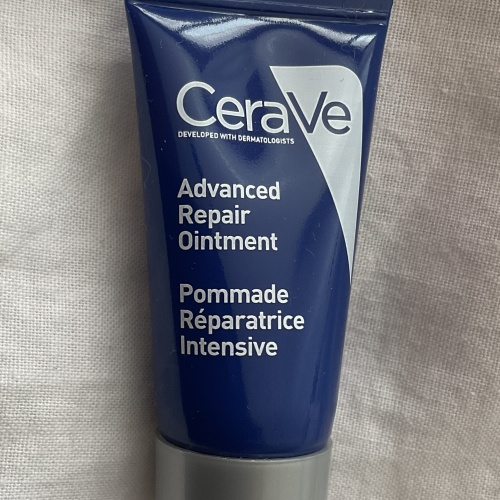 CeraVe
DEVELOPED WITH DERMATOLOGISTS
Advanced
Repair
Ointment
Pommade
Réparatrice
Intensive